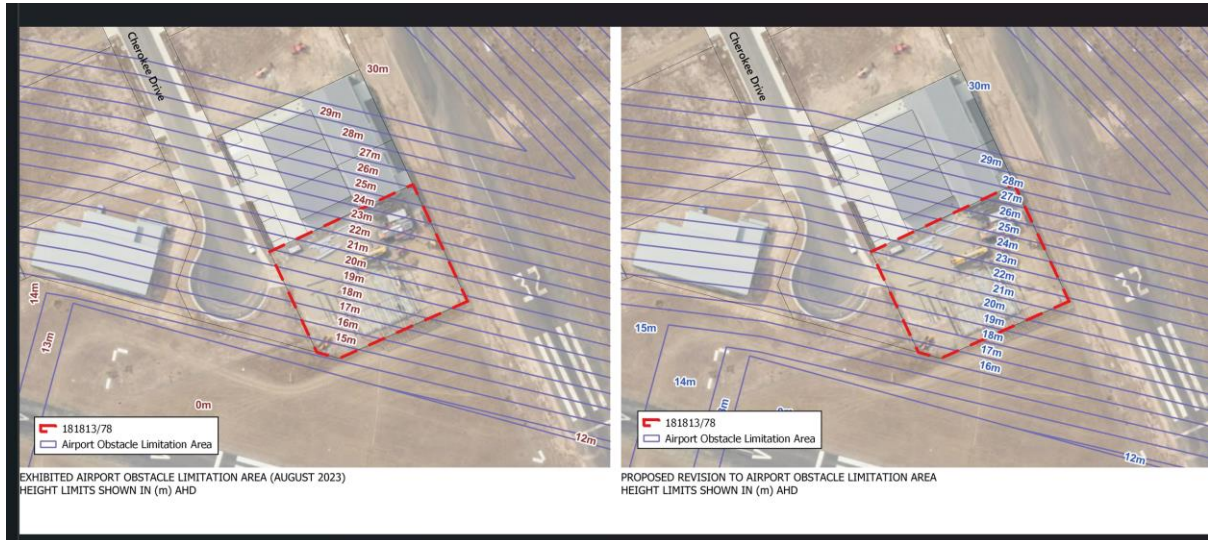 Cherokee Drive
30m
29m
28m
27m
26m
25m
24m
23m
22m
21m
20m
19m
18m
17m
16m
15m
14m
13m
0m
12m
32
181813/78
Airport Obstacle Limitation Area
EXHIBITED AIRPORT OBSTACLE LIMITATION AREA (AUGUST 2023)
HEIGHT LIMITS SHOWN IN (m) AHD
Cherokee Drive
30m
29m
28m
27m
26m
25m
24m
23m
22m
21m
20m
19m
18m
17m
16m
15m
14m
12m
32
181813/78
Airport Obstacle Limitation Area
PROPOSED REVISION TO AIRPORT OBSTACLE LIMITATION AREA
HEIGHT LIMITS SHOWN IN (m) AHD